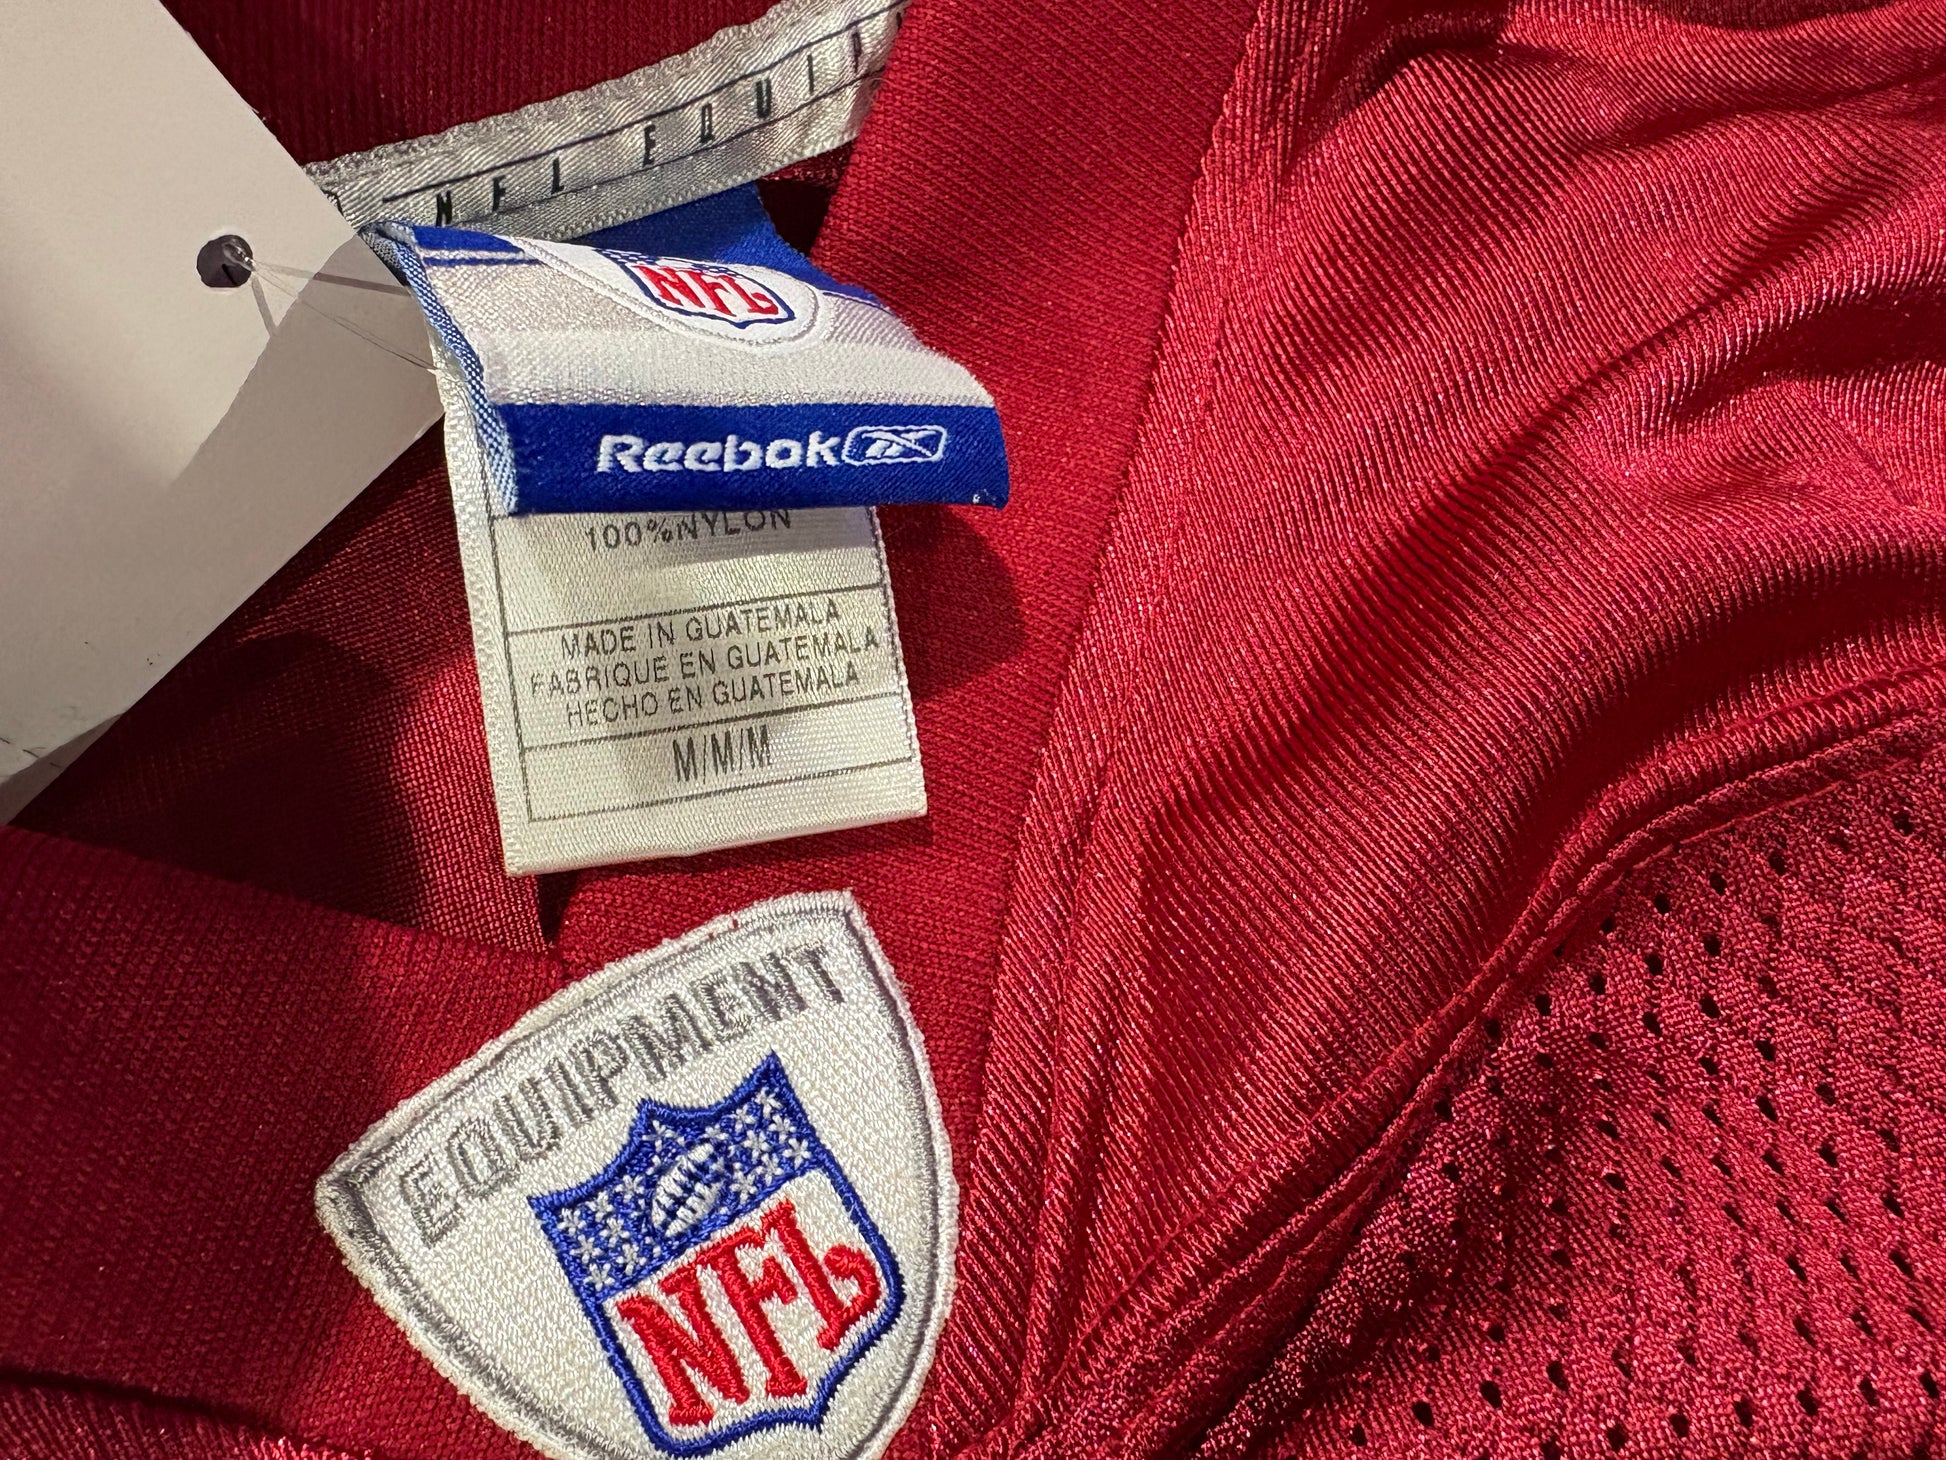 NFL EQUIP
NFL
Reebok
100%NYLON
MADE IN GUATEMALA
FABRIQUE EN GUATEMALA
HECHO EN GUATEMALA
M/M/M
EQUIPMENT
NFL